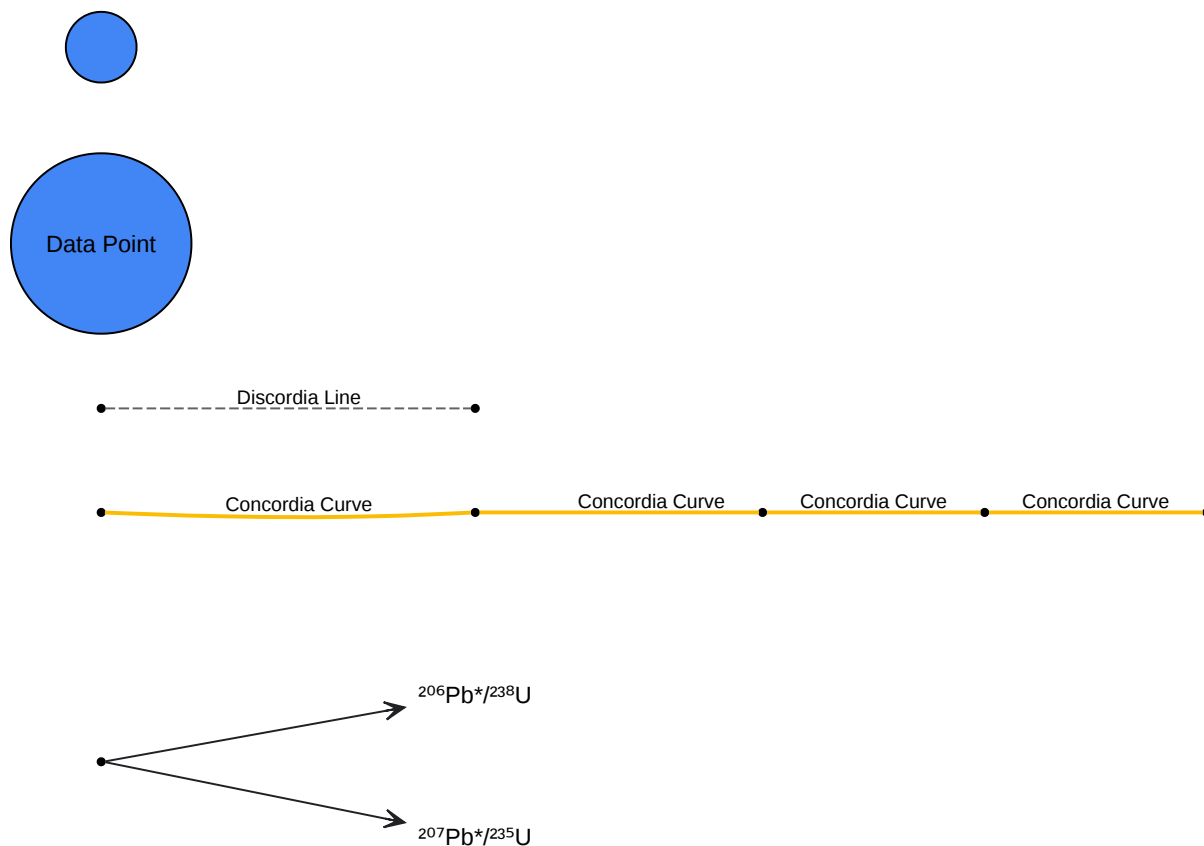 Data Point
Discordia Line
Concordia Curve
Concordia Curve
Concordia Curve
Concordia Curve
²⁰⁶Pb*/²³⁸U
²⁰⁷Pb*/²³⁵U